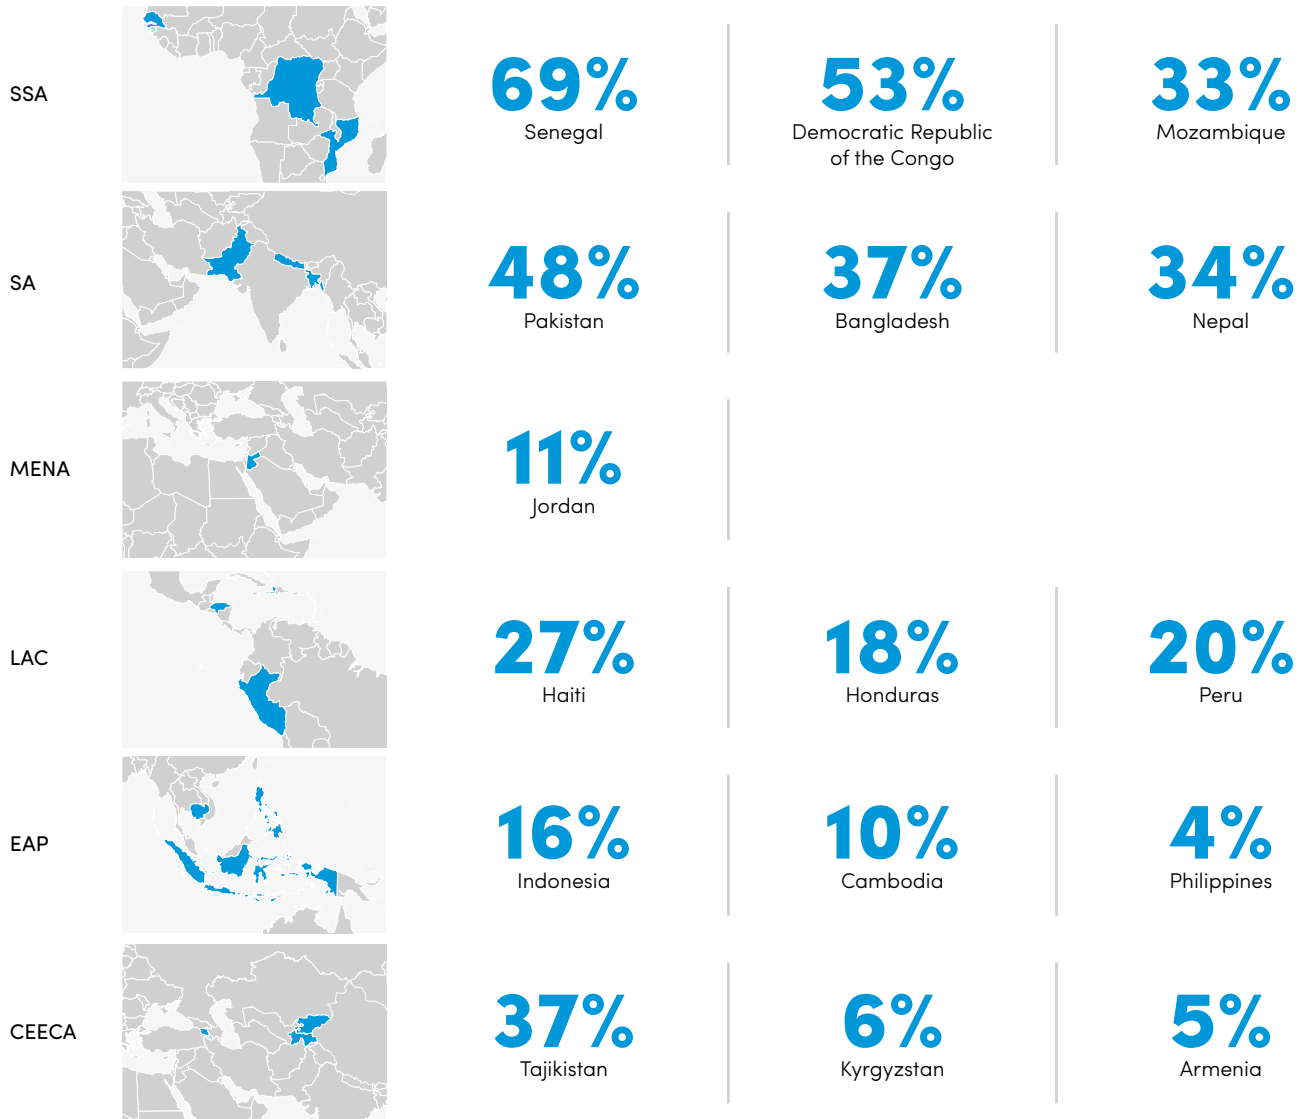 SSA
69%
Senegal
53%
Democratic Republic
of the Congo
33%
Mozambique
SA
48%
Pakistan
37%
Bangladesh
34%
Nepal
MENA
11%
Jordan
LAC
27%
Haiti
18%
Honduras
20%
Peru
EAP
16%
Indonesia
10%
Cambodia
4%
Philippines
CEECA
37%
Tajikistan
6%
Kyrgyzstan
5%
Armenia